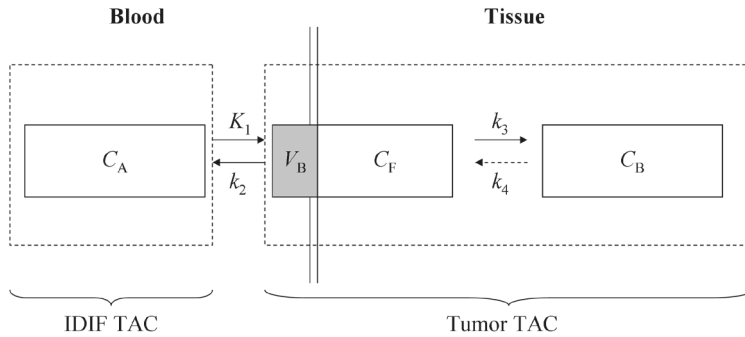 Blood Tissue
K1 k3
CA VB CF CB
k2 k4
IDIF TAC Tumor TAC